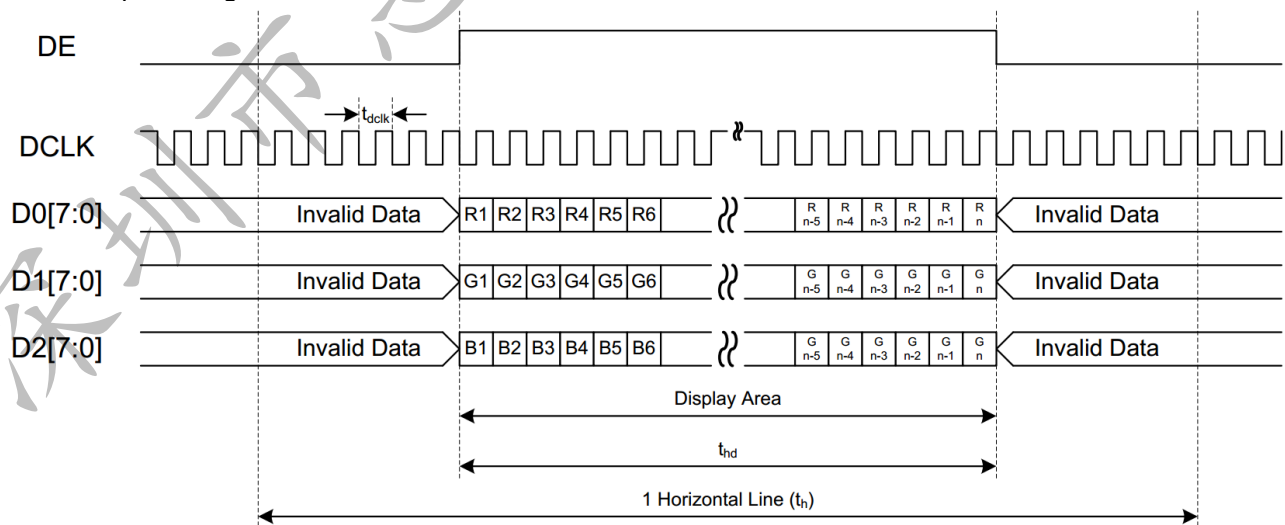 深圳市
DE
t_dclk
DCLK
D0[7:0] Invalid Data R1 R2 R3 R4 R5 R6 R n-5 R n-4 R n-3 R n-2 R n-1 R n Invalid Data
D1[7:0] Invalid Data G1 G2 G3 G4 G5 G6 G n-5 G n-4 G n-3 G n-2 G n-1 G n Invalid Data
D2[7:0] Invalid Data B1 B2 B3 B4 B5 B6 G n-5 G n-4 G n-3 G n-2 G n-1 G n Invalid Data
Display Area
t_hd
1 Horizontal Line (t_h)